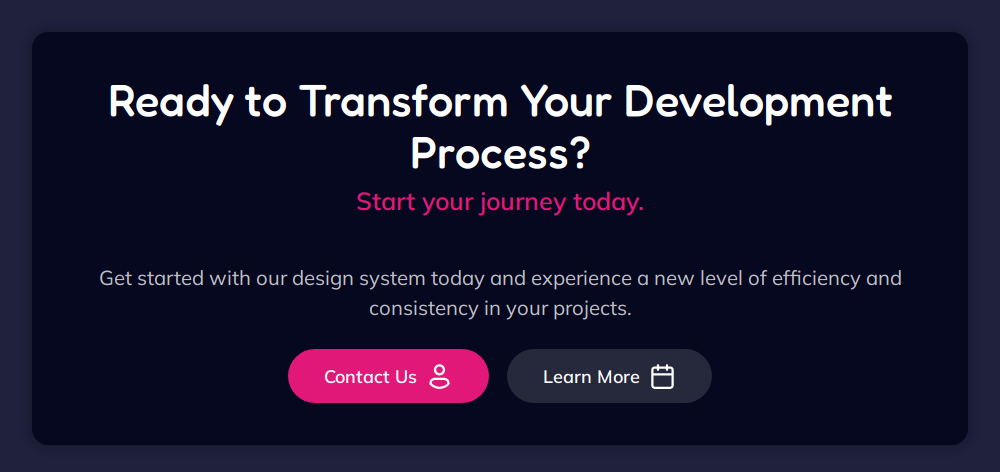 Ready to Transform Your Development
Process?
Start your journey today.
Get started with our design system today and experience a new level of efficiency and
consistency in your projects.
Contact Us
Learn More